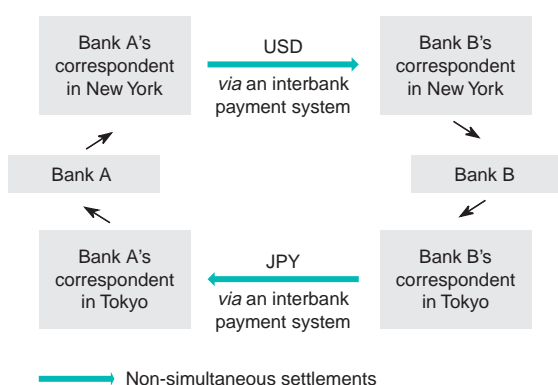 Bank A's
correspondent
in New York
USD
via an interbank
payment system
Bank B's
correspondent
in New York
Bank A
Bank B
Bank A's
correspondent
in Tokyo
JPY
via an interbank
payment system
Bank B's
correspondent
in Tokyo
Non-simultaneous settlements